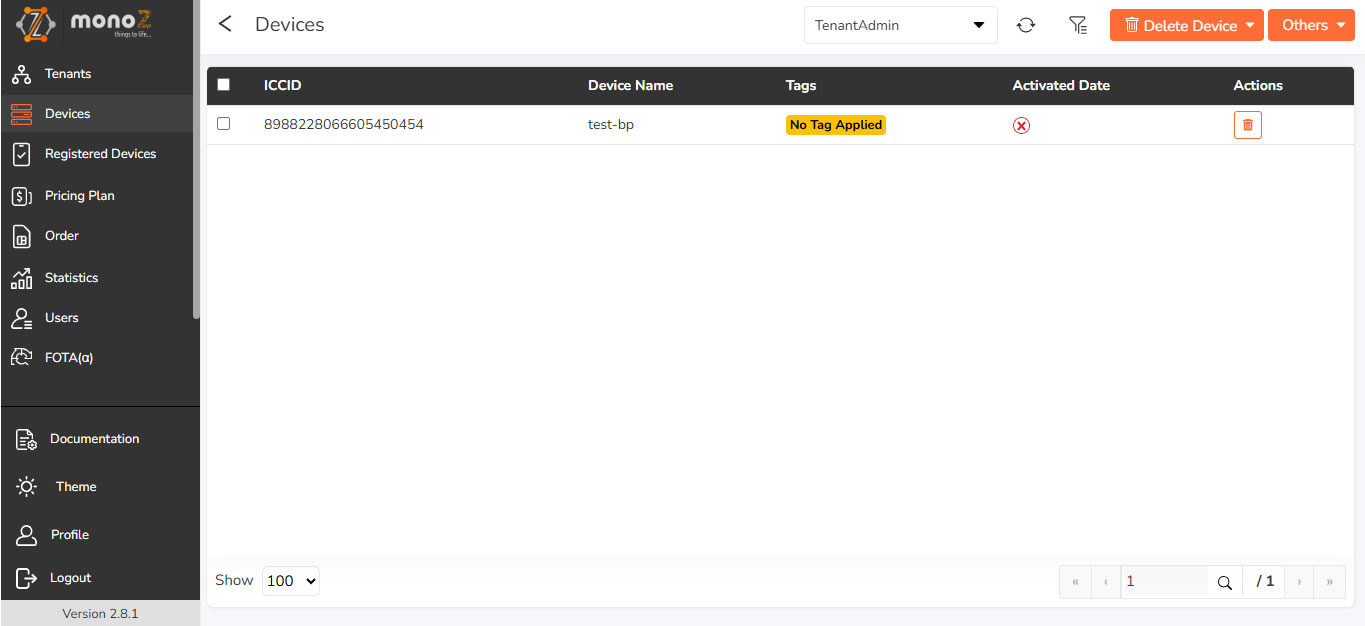 monoZ
things to life...
Devices
TenantAdmin
Delete Device
Others
Tenants
Devices
Registered Devices
Pricing Plan
Order
Statistics
Users
FOTA(α)
Documentation
Theme
Profile
Logout
Version 2.8.1
ICCID Device Name Tags Activated Date Actions
8988228066605450454 test-bp No Tag Applied
Show 100
« ‹ 1 / 1 › »